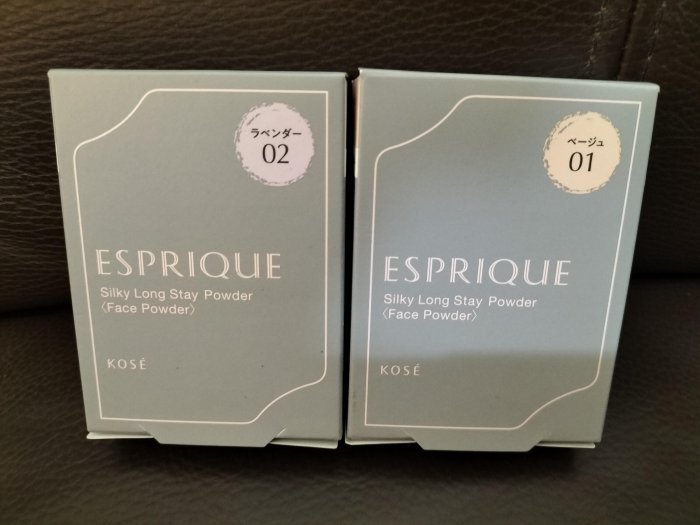 ラベンダー
02
ESPRIQUE
Silky Long Stay Powder
〈Face Powder〉
KOSÉ
ベージュ
01
ESPRIQUE
Silky Long Stay Powder
〈Face Powder〉
KOSÉ